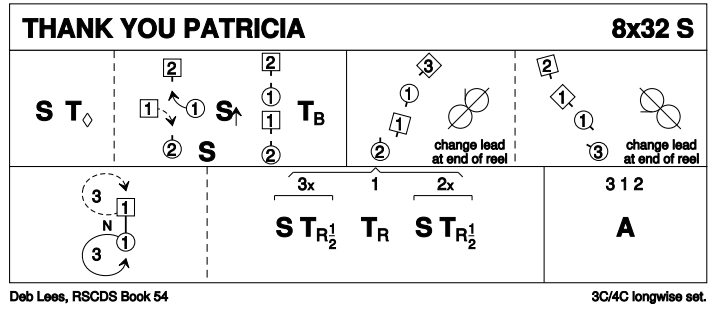 THANK YOU PATRICIA 8x32 S
S T◊
2
1 1 S
2 S
2
1
1
2
TB
3
1
1
2
change lead
at end of reel
2
1
1
3
change lead
at end of reel
3
1
N
1
3
3x 1 2x
S TR½ TR S TR½
3 1 2
A
Deb Lees, RSCDS Book 54 3C/4C longwise set.